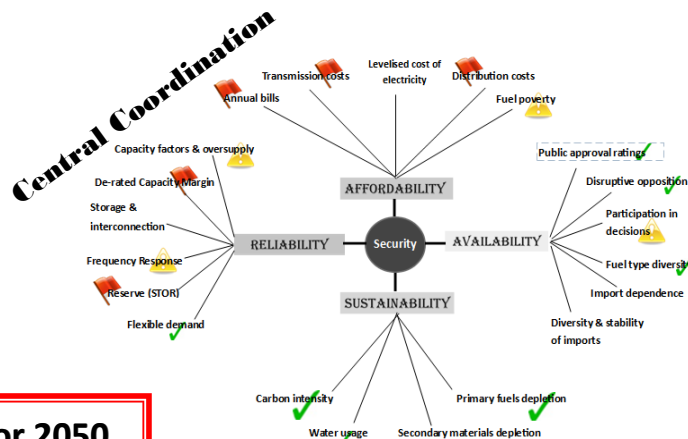 Central Coordination
Transmission costs
Levelised cost of
electricity
Distribution costs
Annual bills
Fuel poverty
Capacity factors & oversupply
De-rated Capacity Margin
Storage &
interconnection
Frequency Response
Reserve (STOR)
Flexible demand
AFFORDABILITY
RELIABILITY
Security
AVAILABILITY
SUSTAINABILITY
Public approval ratings
Disruptive opposition
Participation in
decisions
Fuel type diversity
Import dependence
Diversity & stability
of imports
Carbon intensity
Primary fuels depletion
Water usage
Secondary materials depletion
or 2050